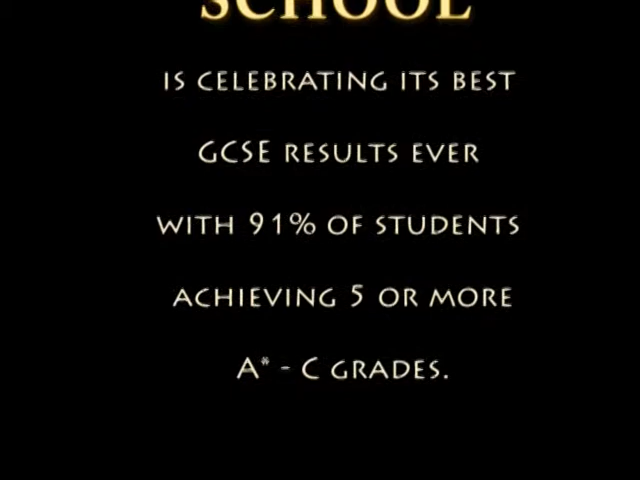 SCHOOL
IS CELEBRATING ITS BEST
GCSE RESULTS EVER
WITH 91% OF STUDENTS
ACHIEVING 5 OR MORE
A* - C GRADES.